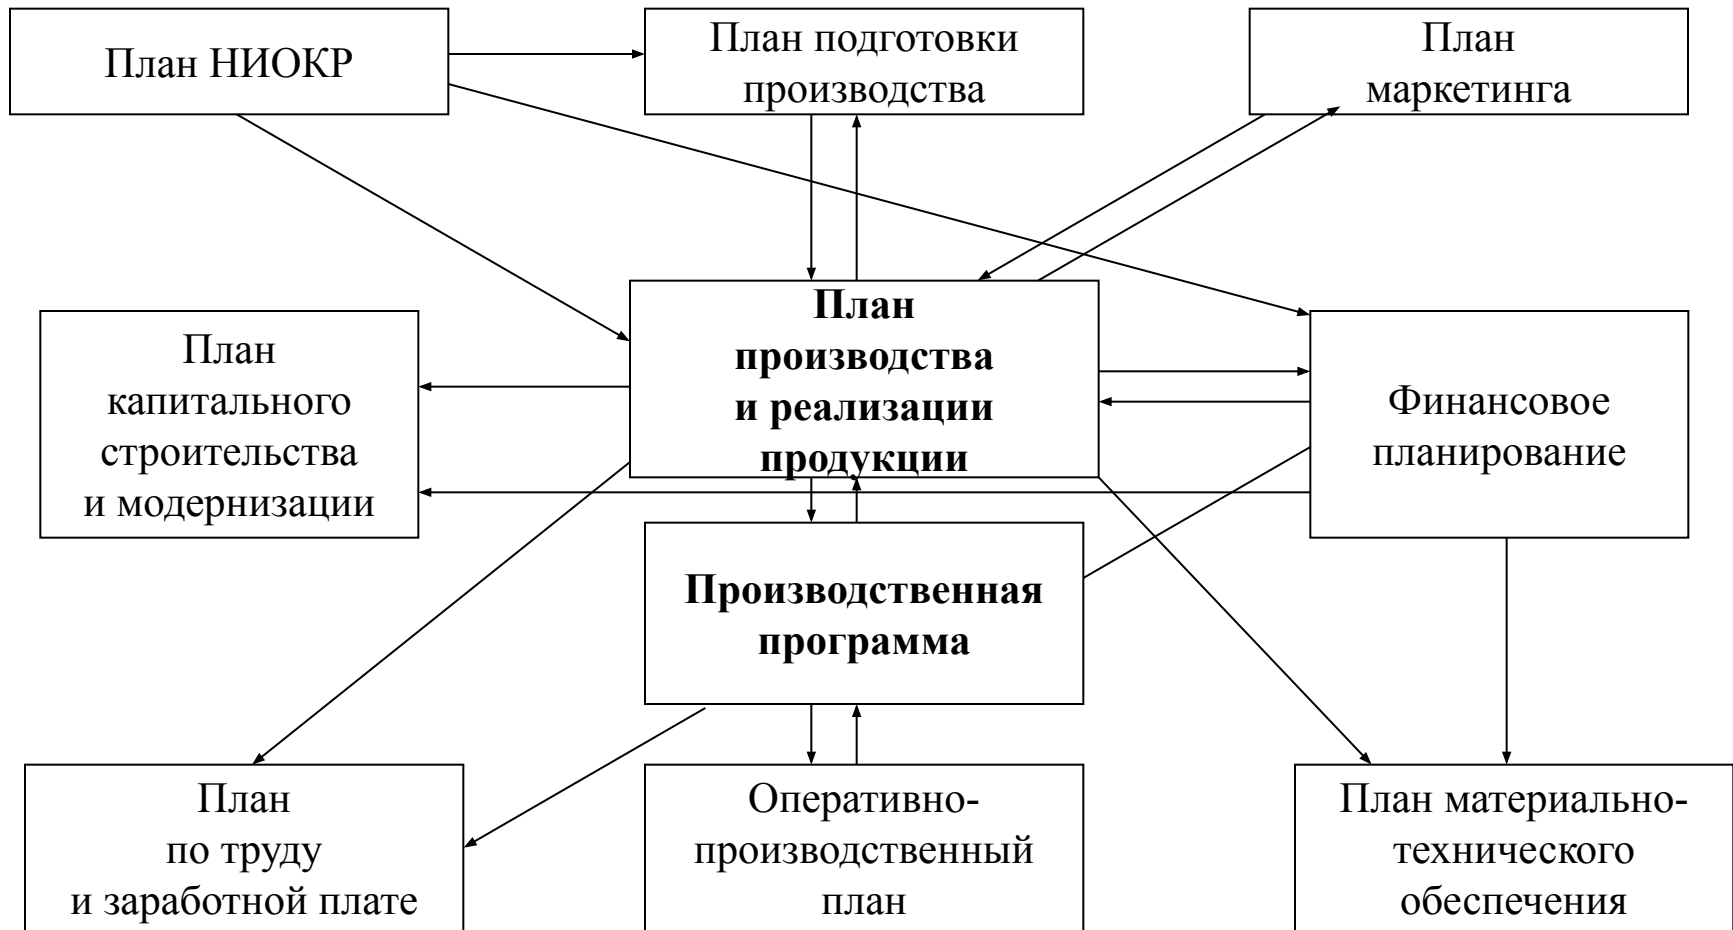 План НИОКР
План подготовки
производства
План
маркетинга
План
капитального
строительства
и модернизации
План
производства
и реализации
продукции
Финансовое
планирование
Производственная
программа
План
по труду
и заработной плате
Оперативно-
производственный
план
План материально-
технического
обеспечения